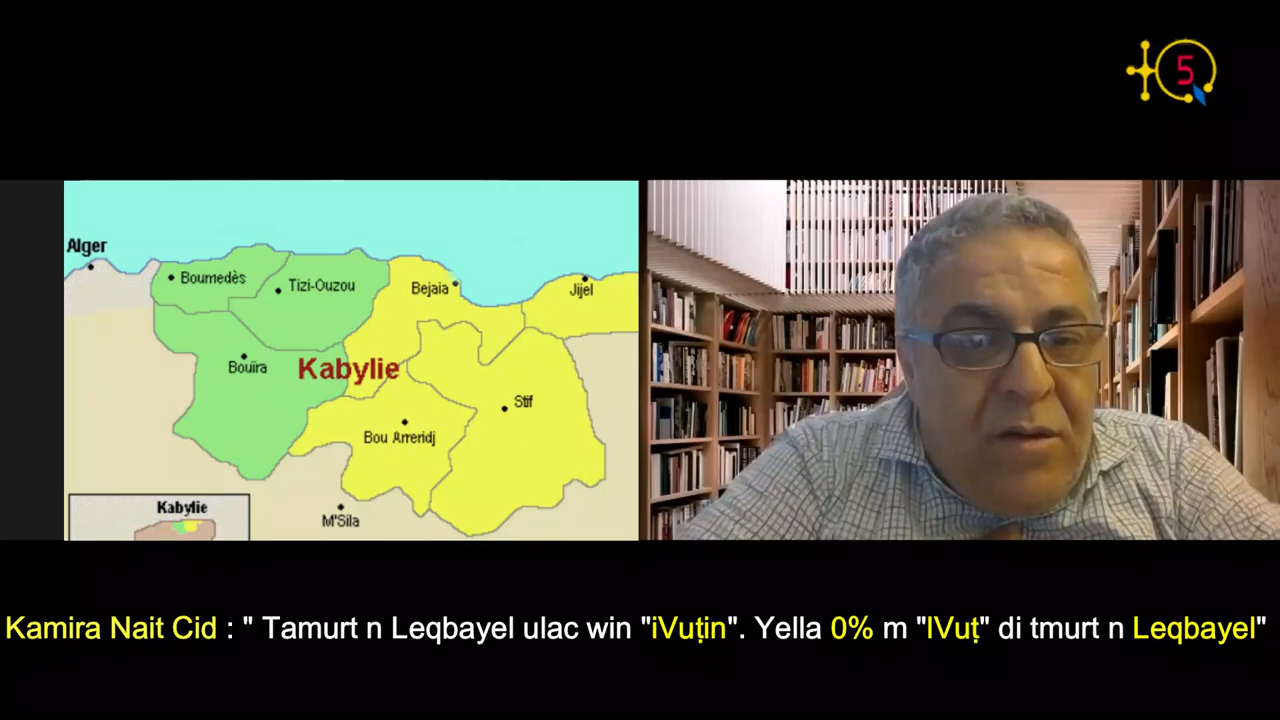 5
Alger
Boumedès
Tizi-Ouzou
Bejaia
Jijel
Bouïra
Kabylie
Stif
Bou Arreridj
Kabylie
M'Sila
Kamira Nait Cid : " Tamurt n Leqbayel ulac win "iVuṭin". Yella 0% m "lVuṭ" di tmurt n Leqbayel"